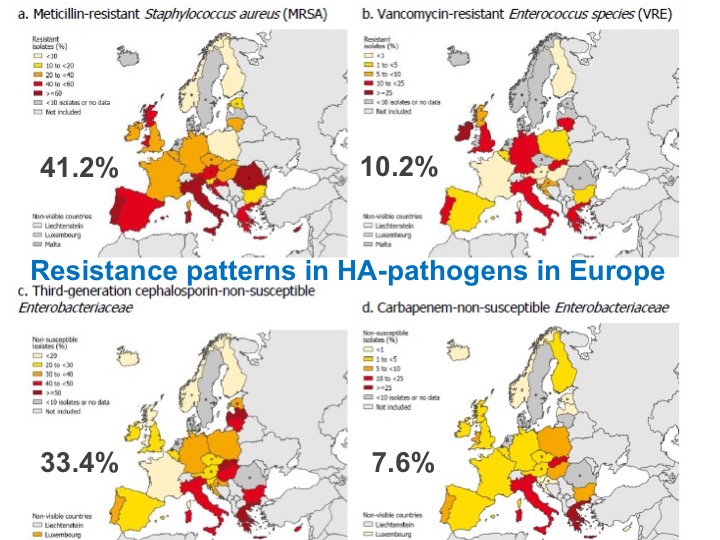 a. Meticillin-resistant Staphylococcus aureus (MRSA)
b. Vancomycin-resistant Enterococcus species (VRE)
Resistant
isolates (%)
<10
10 to <20
20 to <40
40 to <60
>=60
<10 isolates or no data
Not included
Resistant
isolates (%)
<1
1 to <5
5 to <10
10 to <25
>=25
<10 isolates or no data
Not included
41.2%
10.2%
Non-visible countries
Liechtenstein
Luxembourg
Malta
Non-visible countries
Liechtenstein
Luxembourg
Malta
Resistance patterns in HA-pathogens in Europe
c. Third-generation cephalosporin-non-susceptible
Enterobacteriaceae
d. Carbapenem-non-susceptible Enterobacteriaceae
Non-susceptible
isolates (%)
<20
20 to <30
30 to <40
40 to <50
>=50
<10 isolates or no data
Not included
Non-susceptible
isolates (%)
<1
1 to <5
5 to <10
10 to <25
>=25
<10 isolates or no data
Not included
33.4%
7.6%
Non-visible countries
Liechtenstein
Luxembourg
Non-visible countries
Liechtenstein
Luxembourg